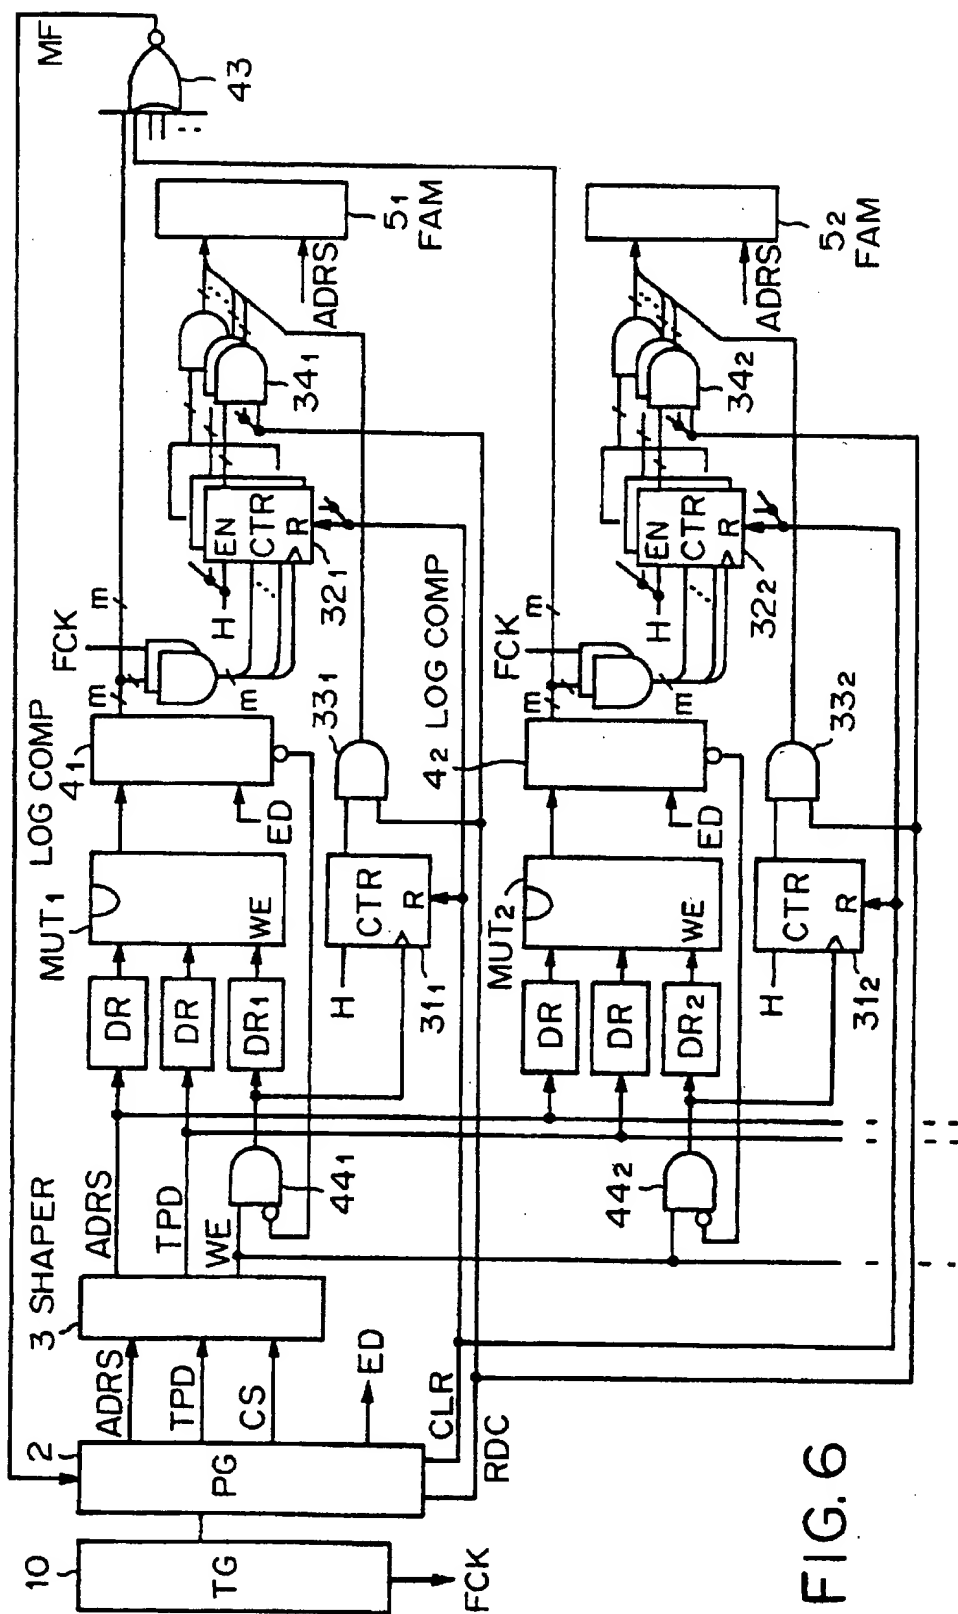 10
TG
FCK
2
PG
ADRS
TPD
CS
ED
CLR
RDC
3 SHAPER
ADRS
TPD
WE
44₁
DR
DR
DR₁
MUT₁
WE
H
CTR
R
31₁
LOG COMP
4₁
ED
33₁
FCK
m
m
m
H
EN
CTR
R
32₁
34₁
ADRS
5₁
FAM
MF
43
44₂
DR
DR
DR₂
MUT₂
WE
H
CTR
R
31₂
4₂ LOG COMP
ED
33₂
FCK
m
m
m
H
EN
CTR
R
32₂
34₂
ADRS
5₂
FAM
FIG. 6